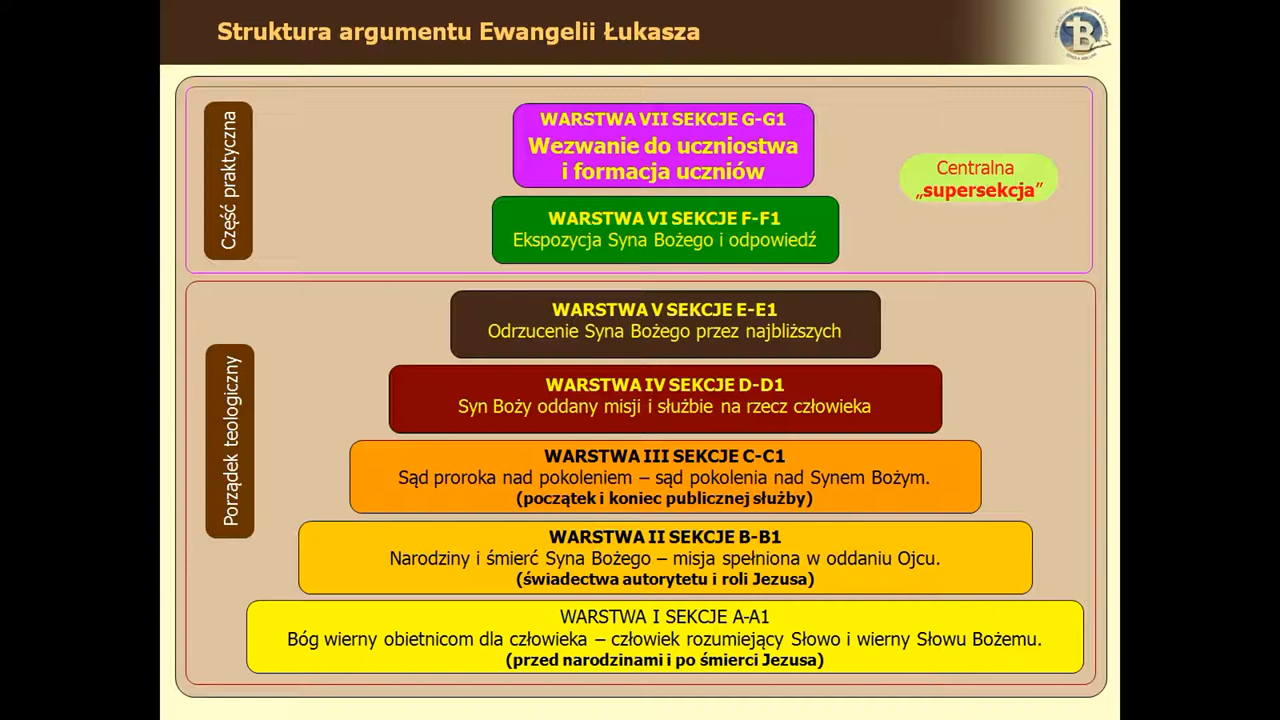 Struktura argumentu Ewangelii Łukasza
Część praktyczna
WARSTWA VII SEKCJE G-G1
Wezwanie do uczniostwa
i formacja uczniów
Centralna
„supersekcja”
WARSTWA VI SEKCJE F-F1
Ekspozycja Syna Bożego i odpowiedź
Porządek teologiczny
WARSTWA V SEKCJE E-E1
Odrzucenie Syna Bożego przez najbliższych
WARSTWA IV SEKCJE D-D1
Syn Boży oddany misji i służbie na rzecz człowieka
WARSTWA III SEKCJE C-C1
Sąd proroka nad pokoleniem – sąd pokolenia nad Synem Bożym.
(początek i koniec publicznej służby)
WARSTWA II SEKCJE B-B1
Narodziny i śmierć Syna Bożego – misja spełniona w oddaniu Ojcu.
(świadectwa autorytetu i roli Jezusa)
WARSTWA I SEKCJE A-A1
Bóg wierny obietnicom dla człowieka – człowiek rozumiejący Słowo i wierny Słowu Bożemu.
(przed narodzinami i po śmierci Jezusa)